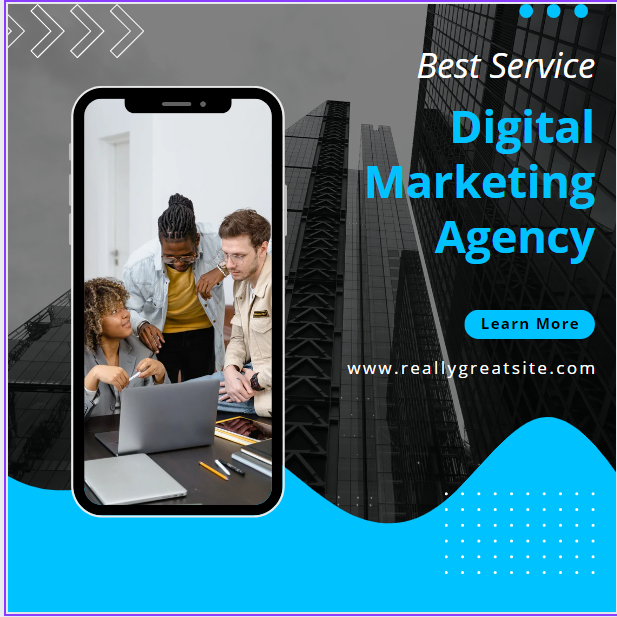 Best Service
Digital
Marketing
Agency
Learn More
www.reallygreatsite.com